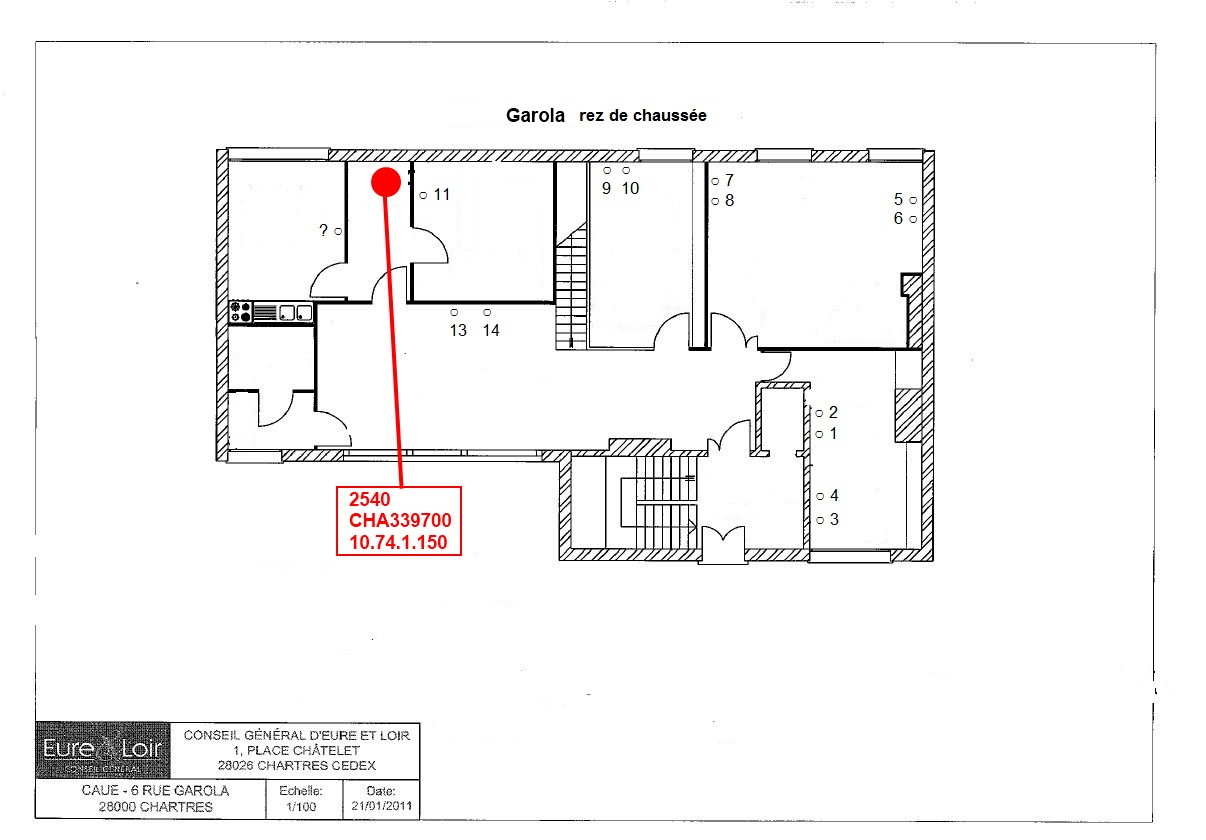 Garola rez de chaussée
11
9 10
7
8
5
6
?
13 14
2
1
4
3
2540
CHA339700
10.74.1.150
Eure Loir
CONSEIL GÉNÉRAL
CONSEIL GÉNÉRAL D'EURE ET LOIR
1, PLACE CHÂTELET
28026 CHARTRES CEDEX
CAUE - 6 RUE GAROLA
28000 CHARTRES
Echelle:
1/100
Date:
21/01/2011